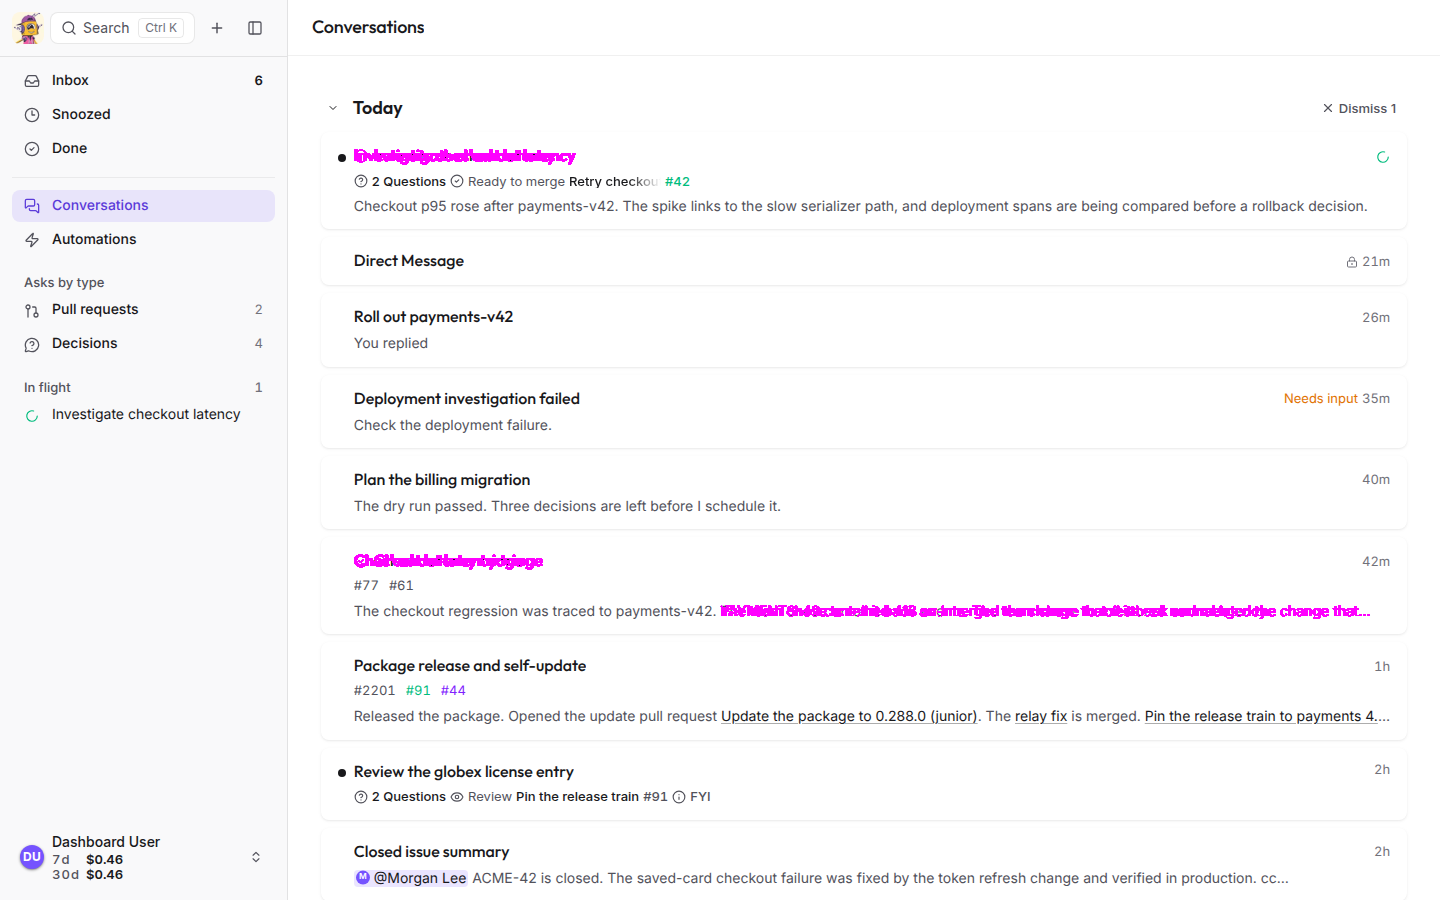 Search Ctrl K
Conversations
Inbox 6
Snoozed
Done
Conversations
Automations
Asks by type
Pull requests 2
Decisions 4
In flight 1
Investigate checkout latency
Dashboard User
DU
7d $0.46
30d $0.46
Today
Dismiss 1
2 Questions Ready to merge Retry checkou #42
Checkout p95 rose after payments-v42. The spike links to the slow serializer path, and deployment spans are being compared before a rollback decision.
Direct Message 21m
Roll out payments-v42 26m
You replied
Deployment investigation failed Needs input 35m
Check the deployment failure.
Plan the billing migration 40m
The dry run passed. Three decisions are left before I schedule it.
42m
#77 #61
The checkout regression was traced to payments-v42.
Package release and self-update 1h
#2201 #91 #44
Released the package. Opened the update pull request Update the package to 0.288.0 (junior). The relay fix is merged. Pin the release train to payments 4....
Review the globex license entry 2h
2 Questions Review Pin the release train #91 FYI
Closed issue summary 2h
M @Morgan Lee ACME-42 is closed. The saved-card checkout failure was fixed by the token refresh change and verified in production. cc...